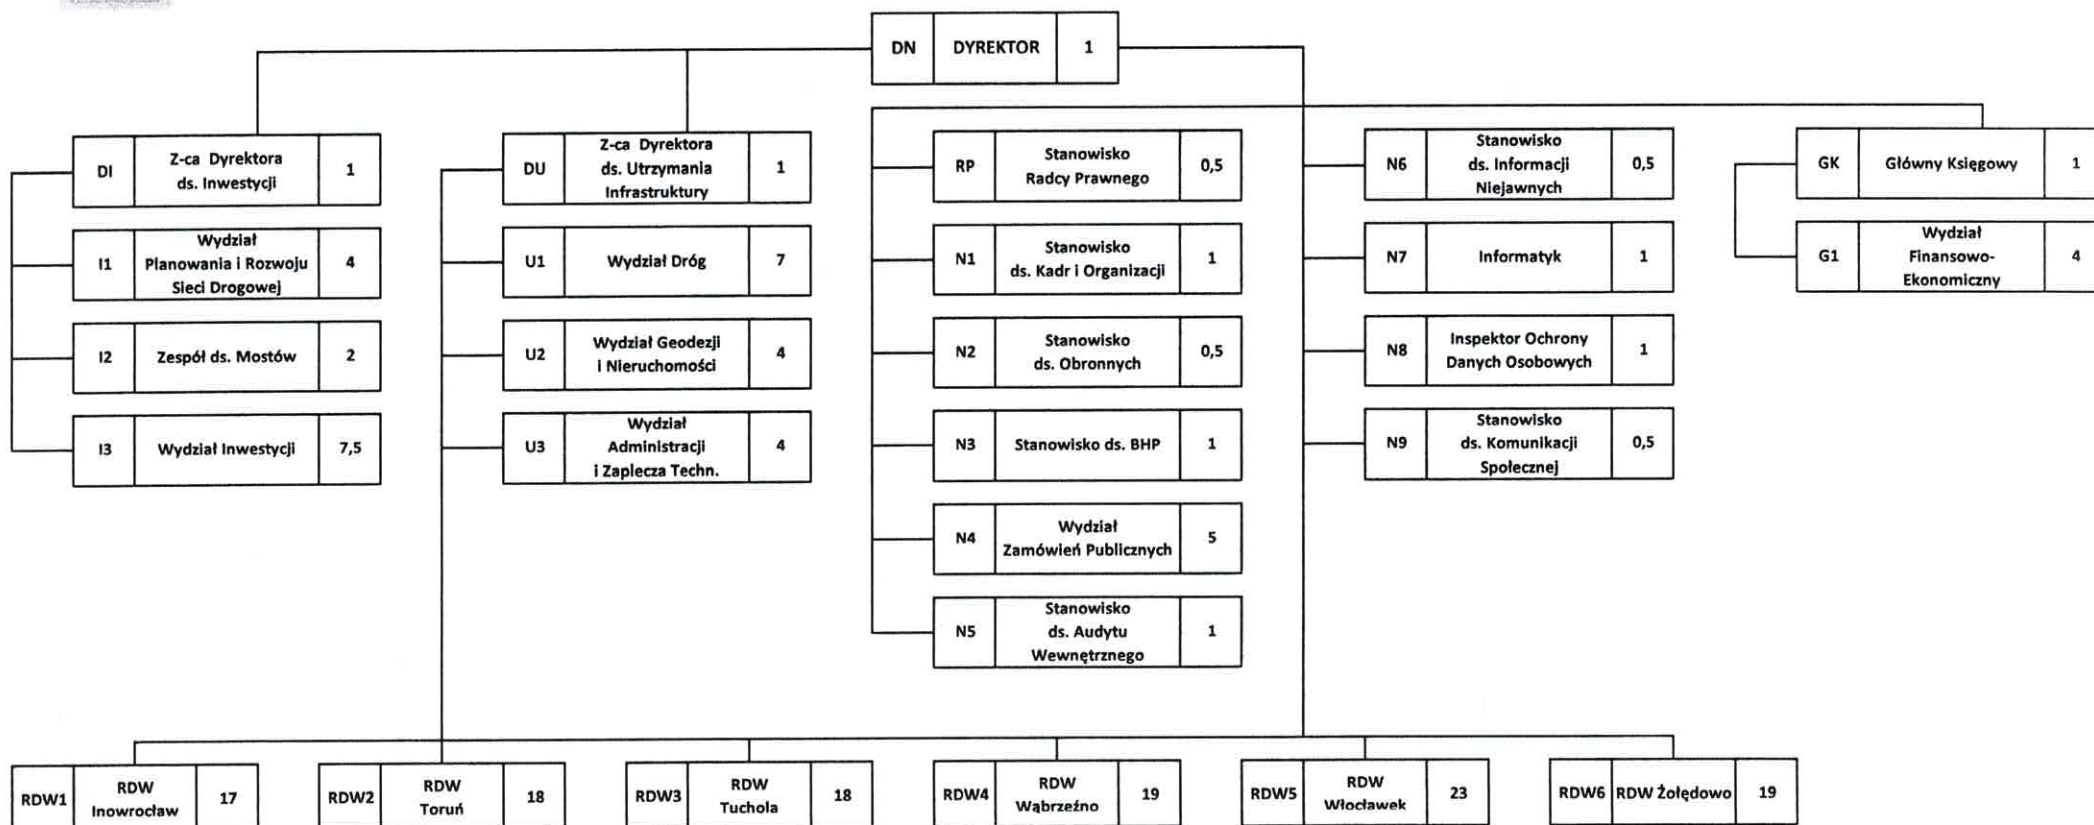 DN DYREKTOR 1
DI Z-ca Dyrektora ds. Inwestycji 1
I1 Wydział Planowania i Rozwoju Sieci Drogowej 4
I2 Zespół ds. Mostów 2
I3 Wydział Inwestycji 7,5
DU Z-ca Dyrektora ds. Utrzymania Infrastruktury 1
U1 Wydział Dróg 7
U2 Wydział Geodezji i Nieruchomości 4
U3 Wydział Administracji i Zaplecza Techn. 4
RP Stanowisko Radcy Prawnego 0,5
N1 Stanowisko ds. Kadr i Organizacji 1
N2 Stanowisko ds. Obronnych 0,5
N3 Stanowisko ds. BHP 1
N4 Wydział Zamówień Publicznych 5
N5 Stanowisko ds. Audytu Wewnętrznego 1
N6 Stanowisko ds. Informacji Niejawnych 0,5
N7 Informatyk 1
N8 Inspektor Ochrony Danych Osobowych 1
N9 Stanowisko ds. Komunikacji Społecznej 0,5
GK Główny Księgowy 1
G1 Wydział Finansowo- Ekonomiczny 4
RDW1 RDW Inowrocław 17
RDW2 RDW Toruń 18
RDW3 RDW Tuchola 18
RDW4 RDW Wąbrzeźno 19
RDW5 RDW Włocławek 23
RDW6 RDW Żołędowo 19